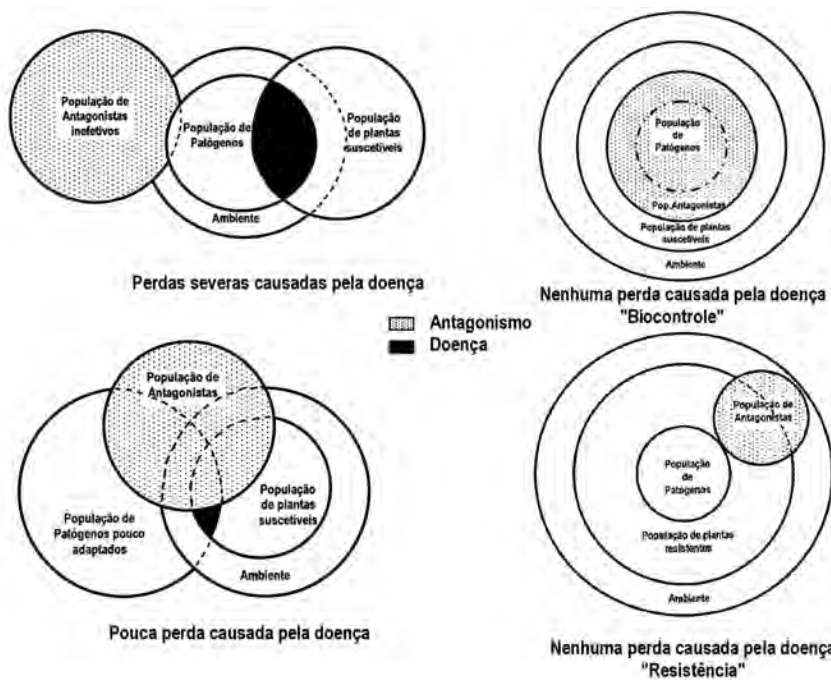 População de
Antagonistas
inefetivos
População de
Patógenos
População
de plantas
suscetíveis
Ambiente
Perdas severas causadas pela doença
População
de
Patógenos
Pop.Antagonistas
População de plantas
suscetíveis
Ambiente
Nenhuma perda causada pela doença
"Biocontrole"
Antagonismo
Doença
População de
Antagonistas
População de
Patógenos pouco
adaptados
População
de plantas
suscetíveis
Ambiente
Pouca perda causada pela doença
População de
Antagonistas
População
de
Patógenos
População de plantas
resistentes
Ambiente
Nenhuma perda causada pela doença
"Resistência"